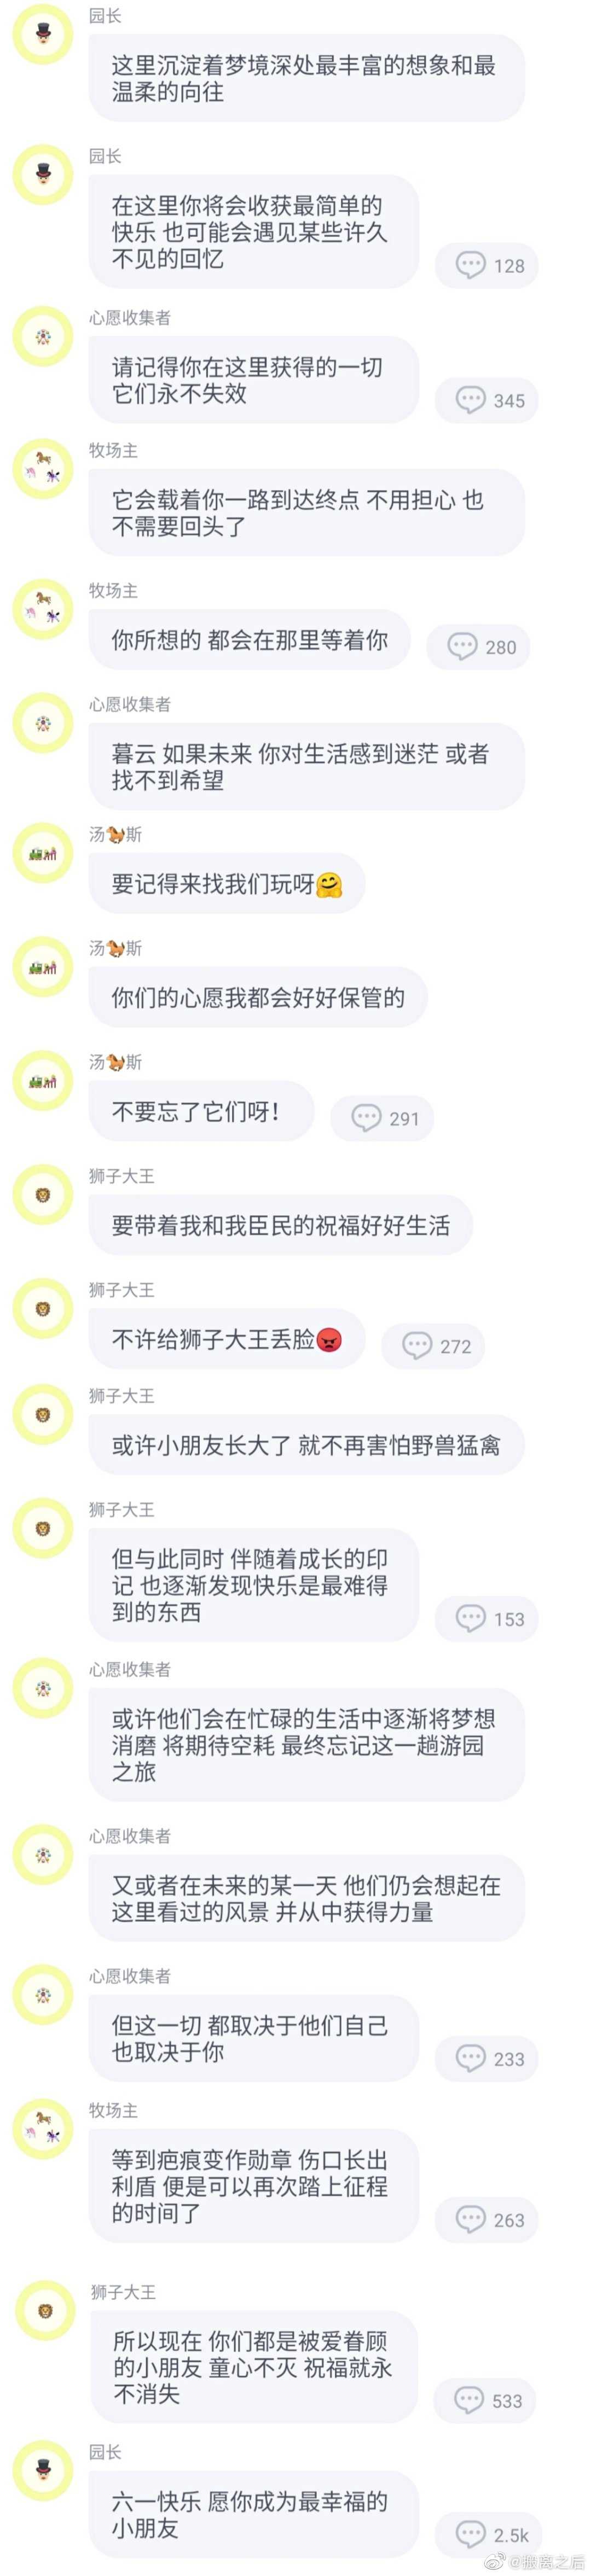 园长
这里沉淀着梦境深处最丰富的想象和最
温柔的向往
园长
在这里你将会收获最简单的
快乐 也可能会遇见某些许久
不见的回忆
128
心愿收集者
请记得你在这里获得的一切
它们永不失效
345
牧场主
它会载着你一路到达终点 不用担心 也
不需要回头了
牧场主
你所想的 都会在那里等着你
280
心愿收集者
暮云 如果未来 你对生活感到迷茫 或者
找不到希望
汤🐎斯
要记得来找我们玩呀🤗
汤🐎斯
你们的心愿我都会好好保管的
汤🐎斯
不要忘了它们呀！
291
狮子大王
要带着我和我臣民的祝福好好生活
狮子大王
不许给狮子大王丢脸😡
272
狮子大王
或许小朋友长大了 就不再害怕野兽猛禽
狮子大王
但与此同时 伴随着成长的印
记 也逐渐发现快乐是最难得
到的东西
153
心愿收集者
或许他们会在忙碌的生活中逐渐将梦想
消磨 将期待空耗 最终忘记这一趟游园
之旅
心愿收集者
又或者在未来的某一天 他们仍会想起在
这里看过的风景 并从中获得力量
心愿收集者
但这一切 都取决于他们自己
也取决于你
233
牧场主
等到疤痕变作勋章 伤口长出
利盾 便是可以再次踏上征程
的时间了
263
狮子大王
所以现在 你们都是被爱眷顾
的小朋友 童心不灭 祝福就永
不消失
533
园长
六一快乐 愿你成为最幸福的
小朋友
2.5k
@搬离之后